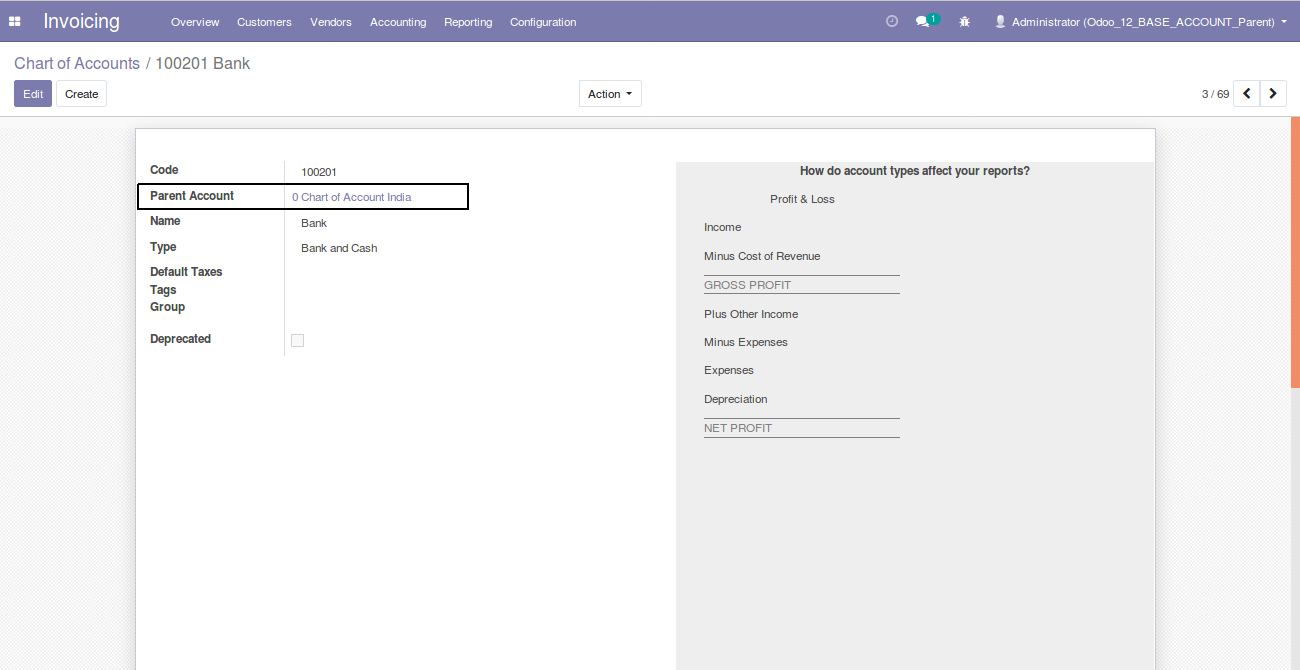 Invoicing Overview Customers Vendors Accounting Reporting Configuration 1 Administrator (Odoo_12_BASE_ACCOUNT_Parent)
Chart of Accounts / 100201 Bank
Edit Create Action 3 / 69
Code 100201
Parent Account 0 Chart of Account India
Name Bank
Type Bank and Cash
Default Taxes
Tags
Group
Deprecated
How do account types affect your reports?
Profit & Loss
Income
Minus Cost of Revenue
GROSS PROFIT
Plus Other Income
Minus Expenses
Expenses
Depreciation
NET PROFIT